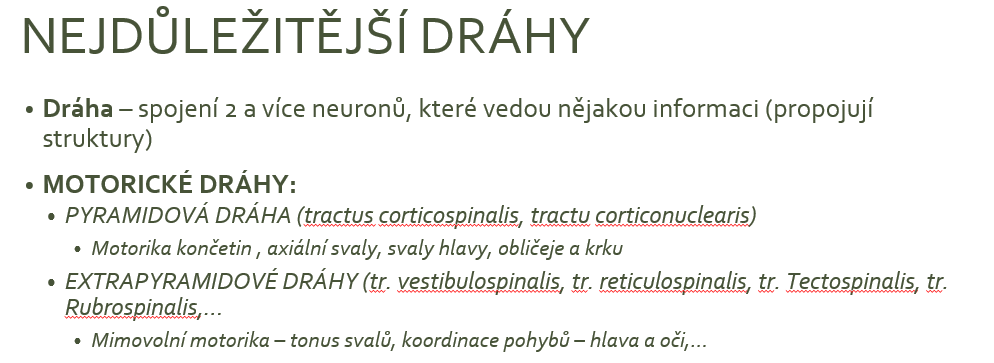 NEJDŮLEŽITĚJŠÍ DRÁHY
• Dráha – spojení 2 a více neuronů, které vedou nějakou informaci (propojují
struktury)
• MOTORICKÉ DRÁHY:
• PYRAMIDOVÁ DRÁHA (tractus corticospinalis, tractu corticonuclearis)
• Motorika končetin , axiální svaly, svaly hlavy, obličeje a krku
• EXTRAPYRAMIDOVÉ DRÁHY (tr. vestibulospinalis, tr. reticulospinalis, tr. Tectospinalis, tr.
Rubrospinalis,...
• Mimovolní motorika – tonus svalů, koordinace pohybů – hlava a oči,...